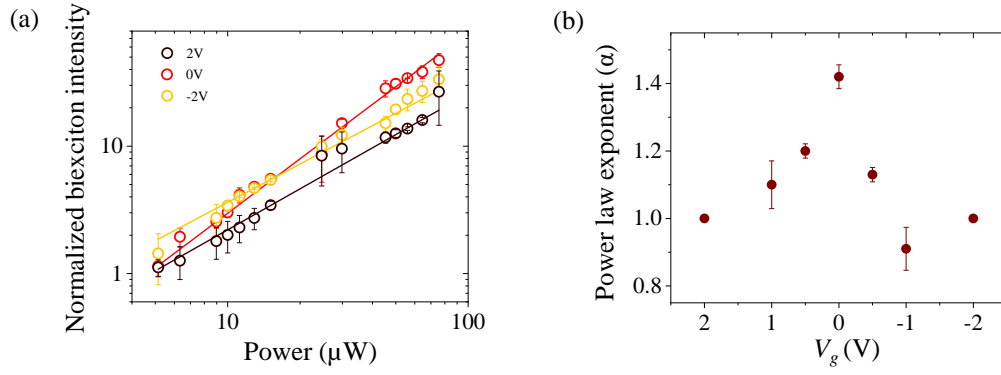 (a)
Normalized biexciton intensity
2V
0V
-2V
10
1
10
100
Power (μW)
(b)
Power law exponent (α)
1.4
1.2
1.0
0.8
2
1
0
-1
-2
Vg (V)